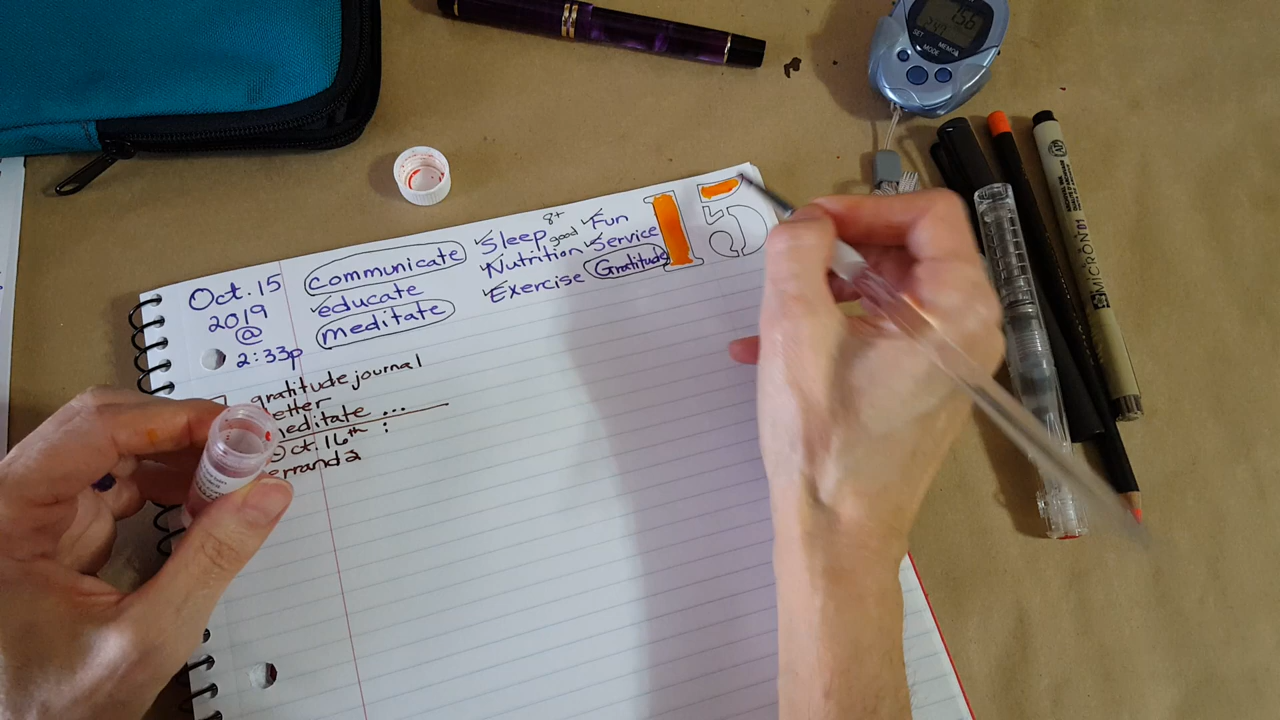 Oct. 15
2019
@
2:33p
communicate
educate
meditate
✓Sleep 8+
✓Nutrition good
✓Exercise
✓Fun
✓Service
Gratitude
15
gratitude journal
etter
meditate ...
Oct. 16th :
errand
SET
MODE
MEMO
MICRON 01